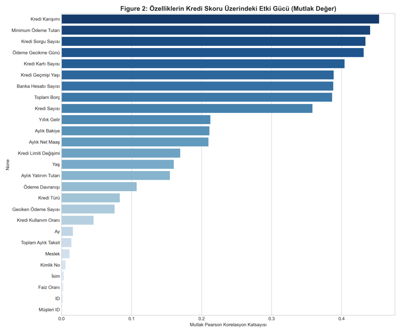 Figure 2: Özelliklerin Kredi Skoru Üzerindeki Etki Gücü (Mutlak Değer)
Kredi Karışımı
Minimum Ödeme Tutarı
Kredi Sorgu Sayısı
Ödeme Gecikme Günü
Kredi Kartı Sayısı
Kredi Geçmişi Yaşı
Banka Hesabı Sayısı
Toplam Borç
Kredi Sayısı
Yıllık Gelir
Aylık Bakiye
Aylık Net Maaş
Kredi Limiti Değişimi
Yaş
Aylık Yatırım Tutarı
Ödeme Davranışı
Kredi Türü
Geciken Ödeme Sayısı
Kredi Kullanım Oranı
Ay
Toplam Aylık Taksit
Meslek
Kimlik No
İsim
Faiz Oranı
ID
Müşteri ID
None
0.0 0.1 0.2 0.3 0.4
Mutlak Pearson Korelasyon Katsayısı